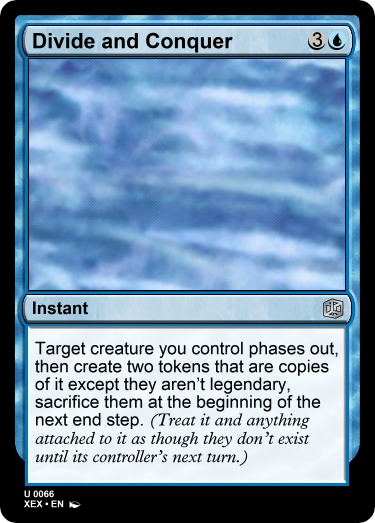 Divide and Conquer 3
Instant
Target creature you control phases out,
then create two tokens that are copies
of it except they aren't legendary,
sacrifice them at the beginning of the
next end step. (Treat it and anything
attached to it as though they don't exist
until its controller's next turn.)
U 0066
XEX • EN